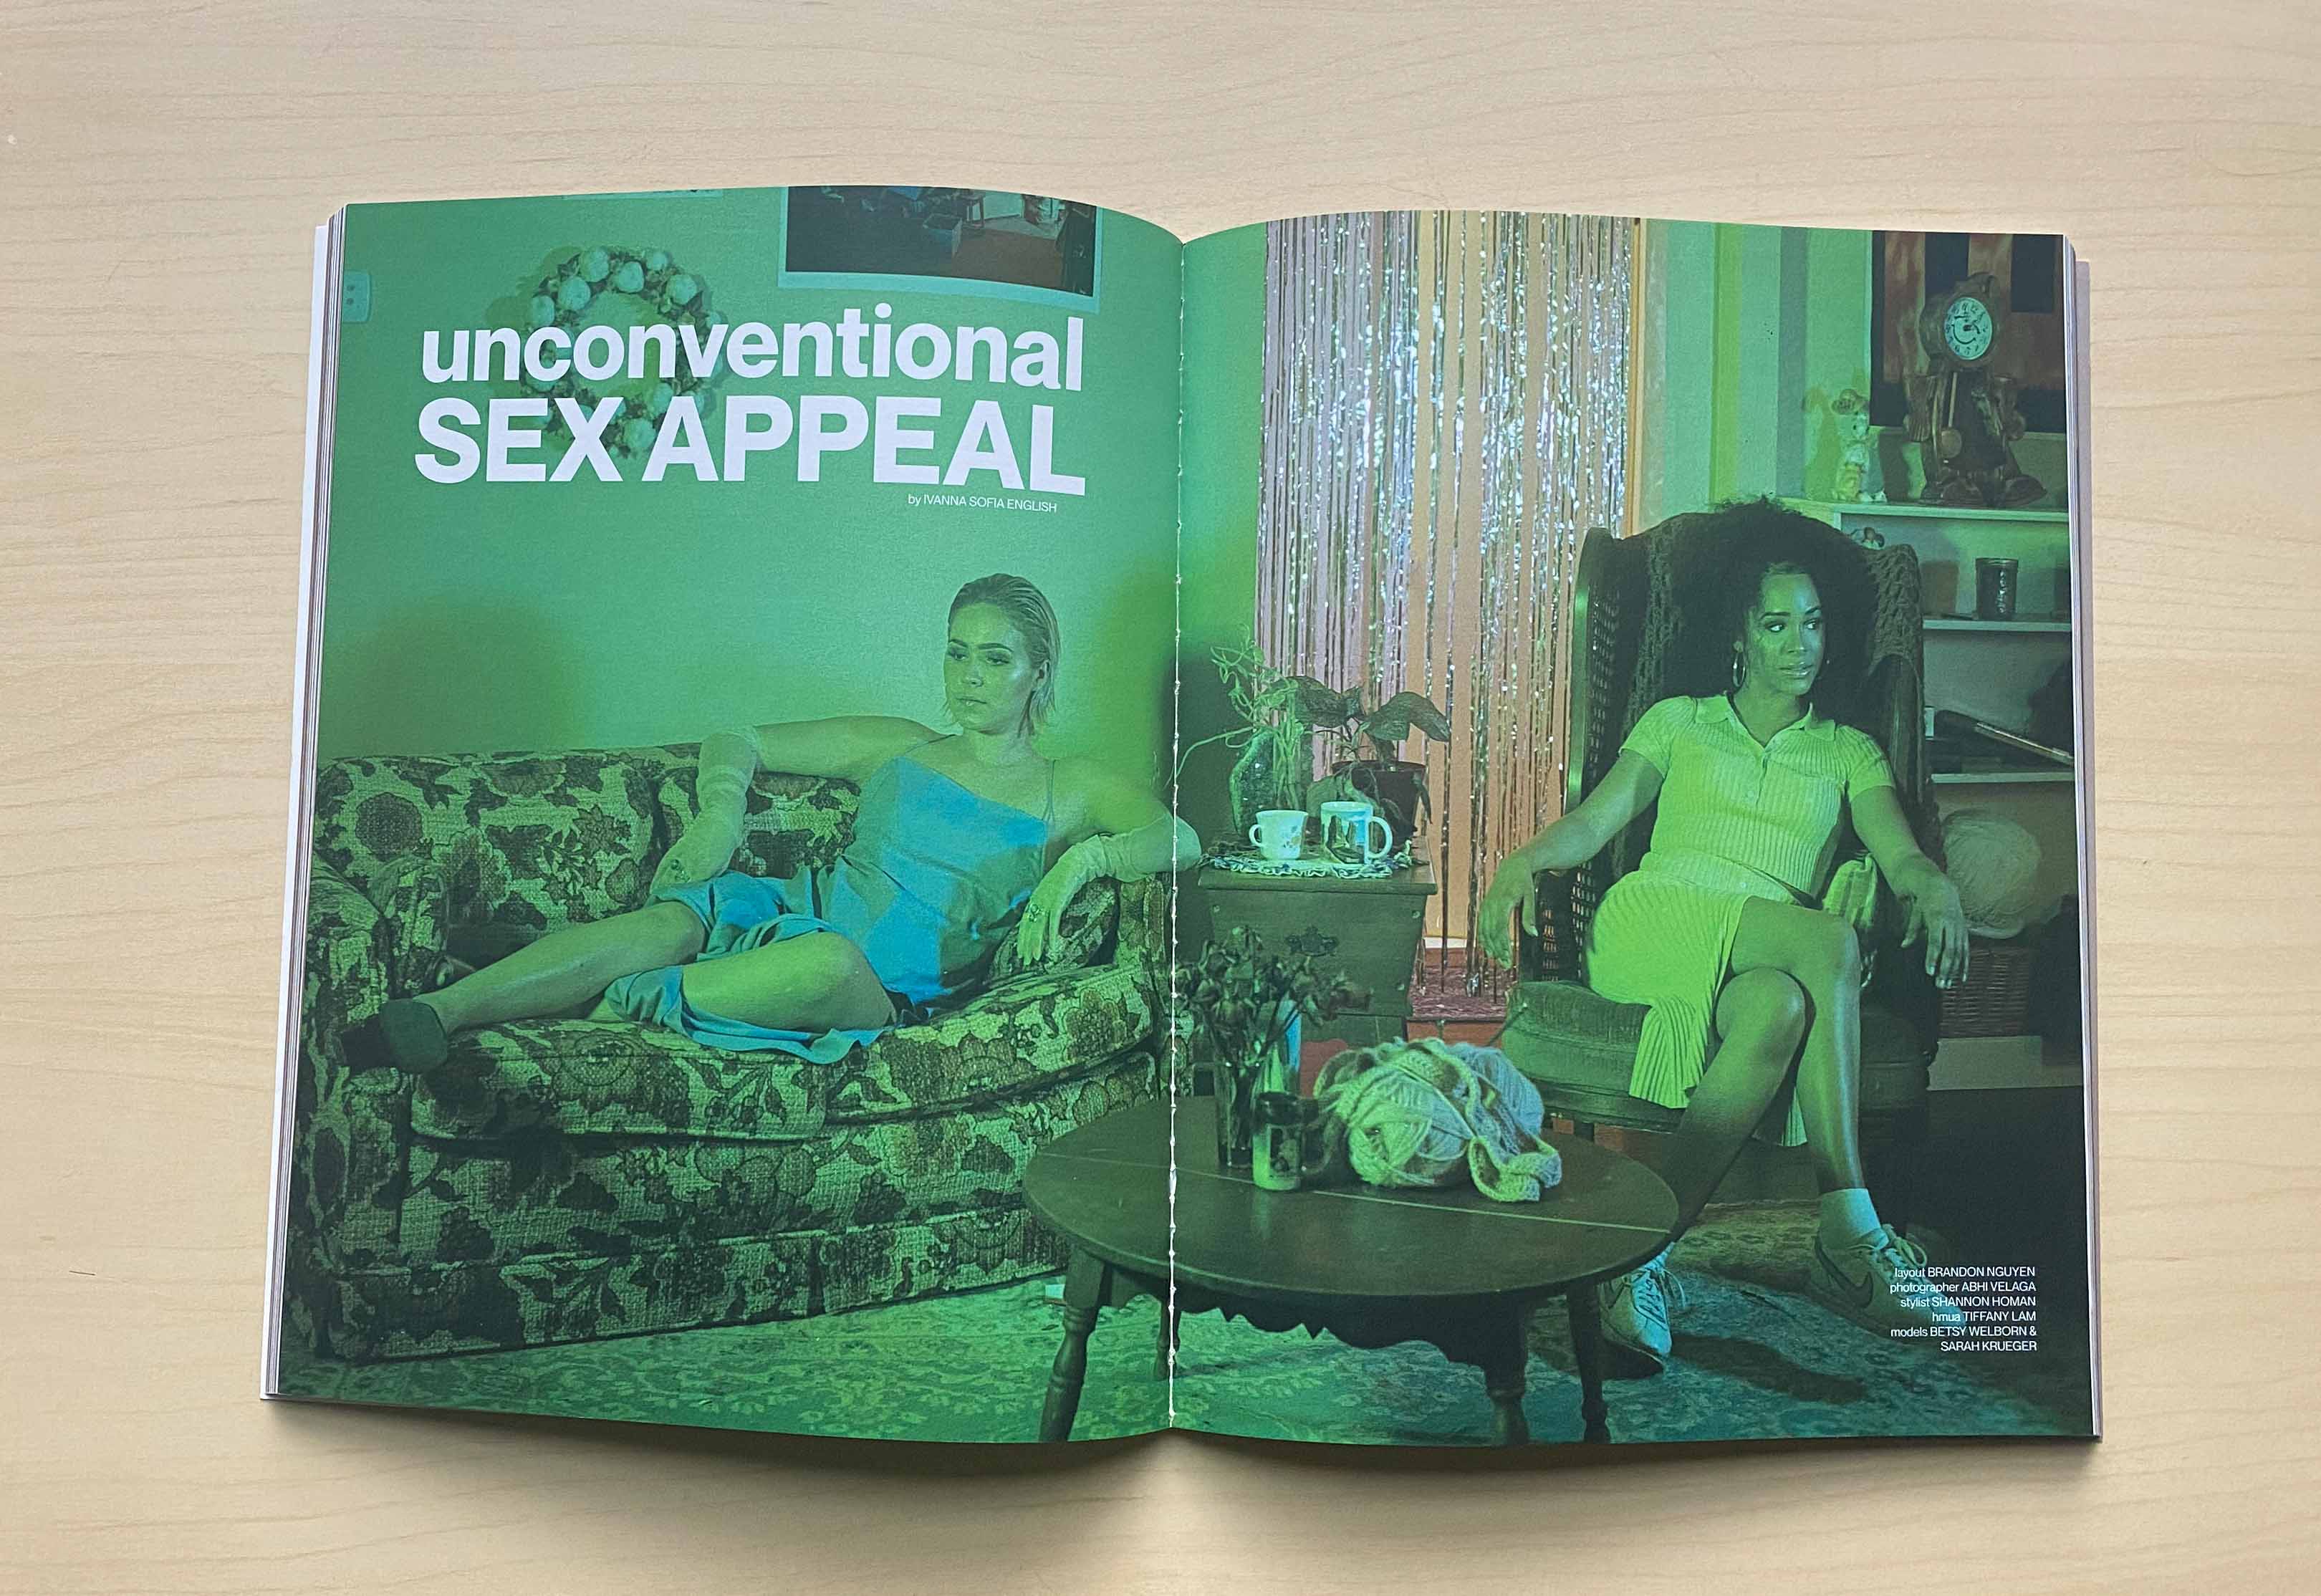 unconventional
SEX APPEAL
by IVANNA SOFIA ENGLISH
layout BRANDON NGUYEN
photographer ABHI VELAGA
stylist SHANNON HOMAN
hmua TIFFANY LAM
models BETSY WELBORN &
SARAH KRUEGER